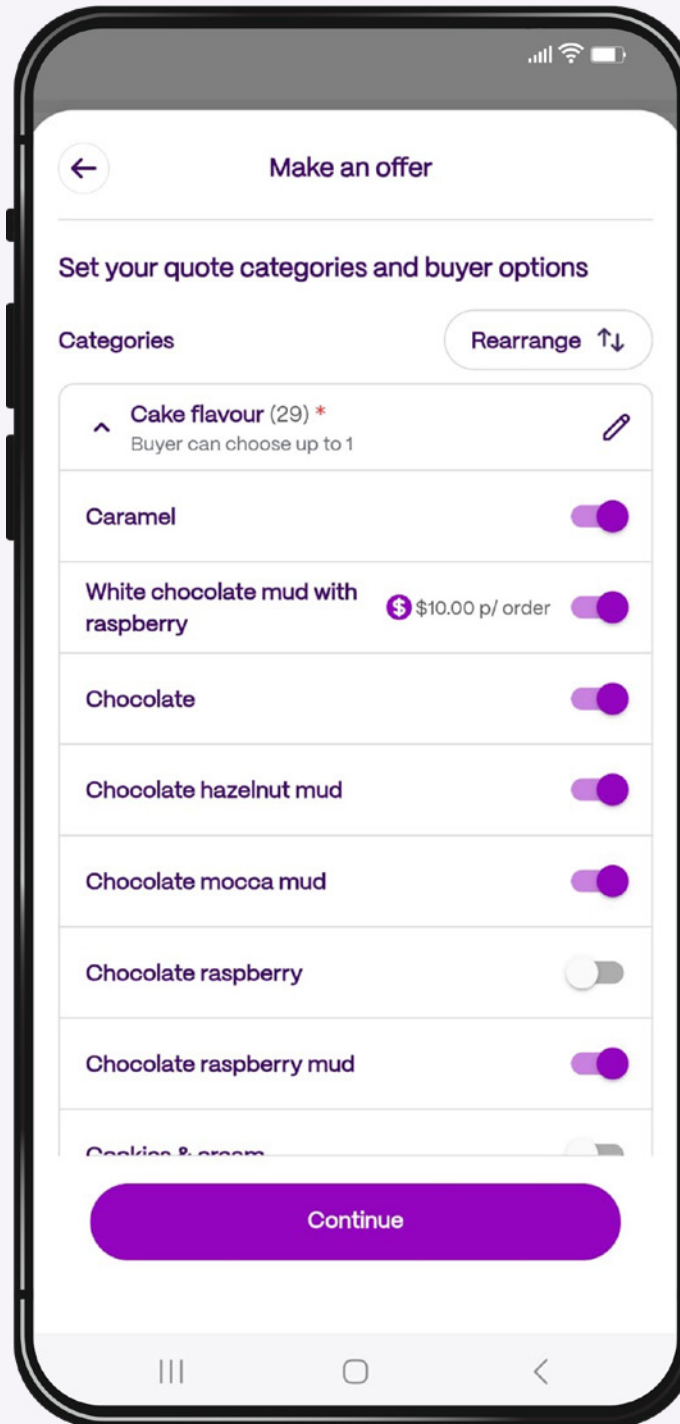 Make an offer
Set your quote categories and buyer options
Categories
Rearrange
Cake flavour (29) *
Buyer can choose up to 1
Caramel
White chocolate mud with
raspberry
$ $10.00 p/ order
Chocolate
Chocolate hazelnut mud
Chocolate mocca mud
Chocolate raspberry
Chocolate raspberry mud
Cookies & cream
Continue